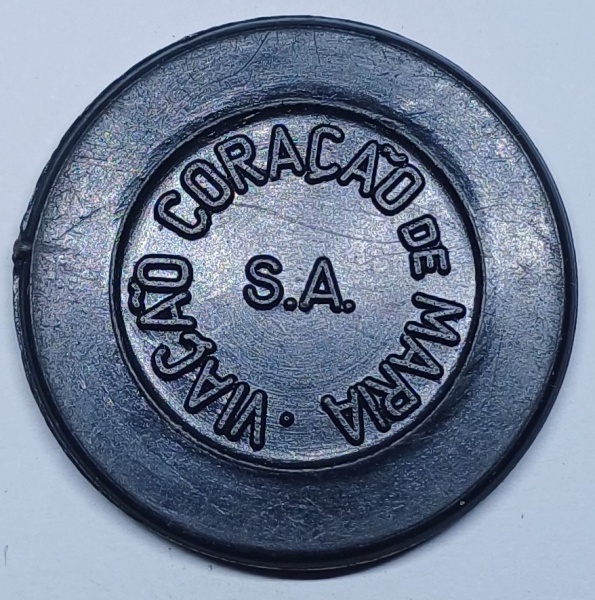 VIAÇÃO CORAÇÃO DE MARIA ·
S.A.